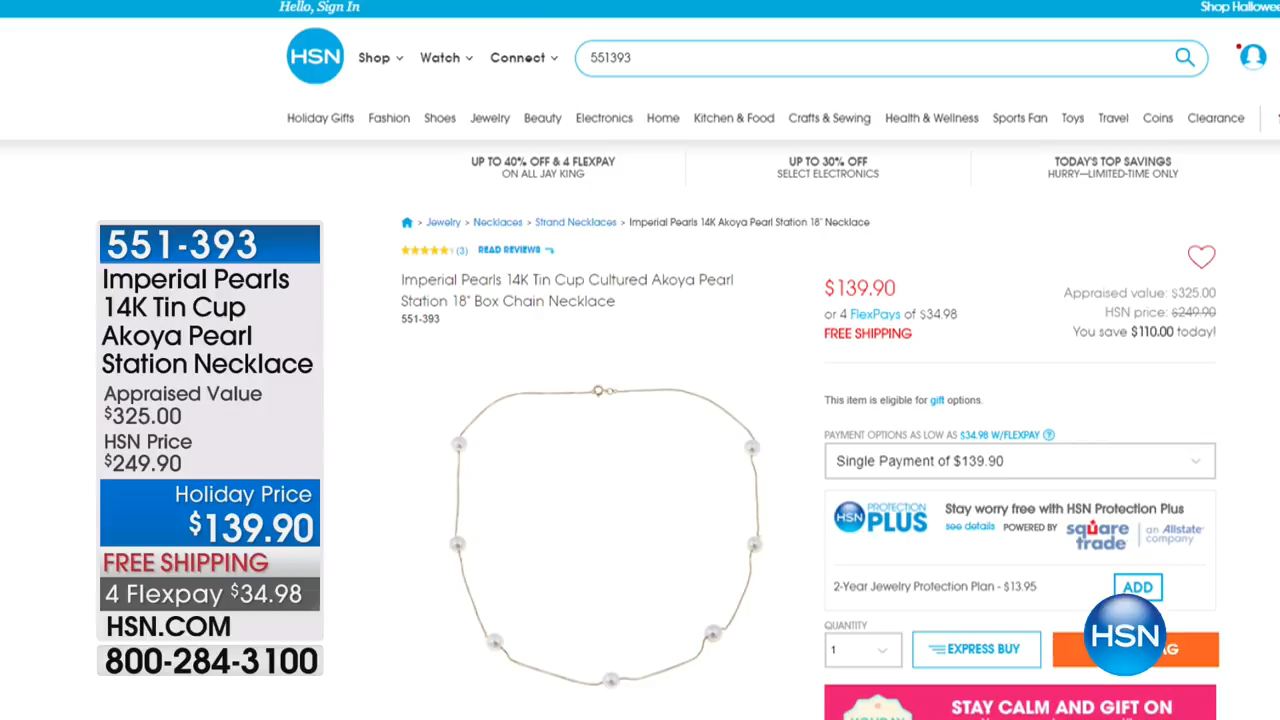 Hello, Sign In
HSN
Shop
Watch
Connect
551393
Holiday Gifts
Fashion
Shoes
Jewelry
Beauty
Electronics
Home
Kitchen & Food
Crafts & Sewing
Health & Wellness
Sports Fan
Toys
Travel
Coins
Clearance
UP TO 40% OFF & 4 FLEXPAY
ON ALL JAY KING
UP TO 30% OFF
SELECT ELECTRONICS
TODAY'S TOP SAVINGS
HURRY—LIMITED-TIME ONLY
551-393
Imperial Pearls
14K Tin Cup
Akoya Pearl
Station Necklace
Appraised Value
$325.00
HSN Price
$249.90
Holiday Price
$139.90
FREE SHIPPING
4 Flexpay $34.98
HSN.COM
800-284-3100
> Jewelry > Necklaces > Strand Necklaces > Imperial Pearls 14K Akoya Pearl Station 18" Necklace
(3) READ REVIEWS
Imperial Pearls 14K Tin Cup Cultured Akoya Pearl
Station 18" Box Chain Necklace
551-393
$139.90
or 4 FlexPays of $34.98
FREE SHIPPING
Appraised value: $325.00
HSN price: $249.90
You save $110.00 today!
This item is eligible for gift options.
PAYMENT OPTIONS AS LOW AS $34.98 W/FLEXPAY ?
Single Payment of $139.90
HSN PROTECTION
PLUS
Stay worry free with HSN Protection Plus
see details POWERED BY
square
trade
an Allstate
company
2-Year Jewelry Protection Plan - $13.95
ADD
QUANTITY
1
EXPRESS BUY
HSN
STAY CALM AND GIFT ON